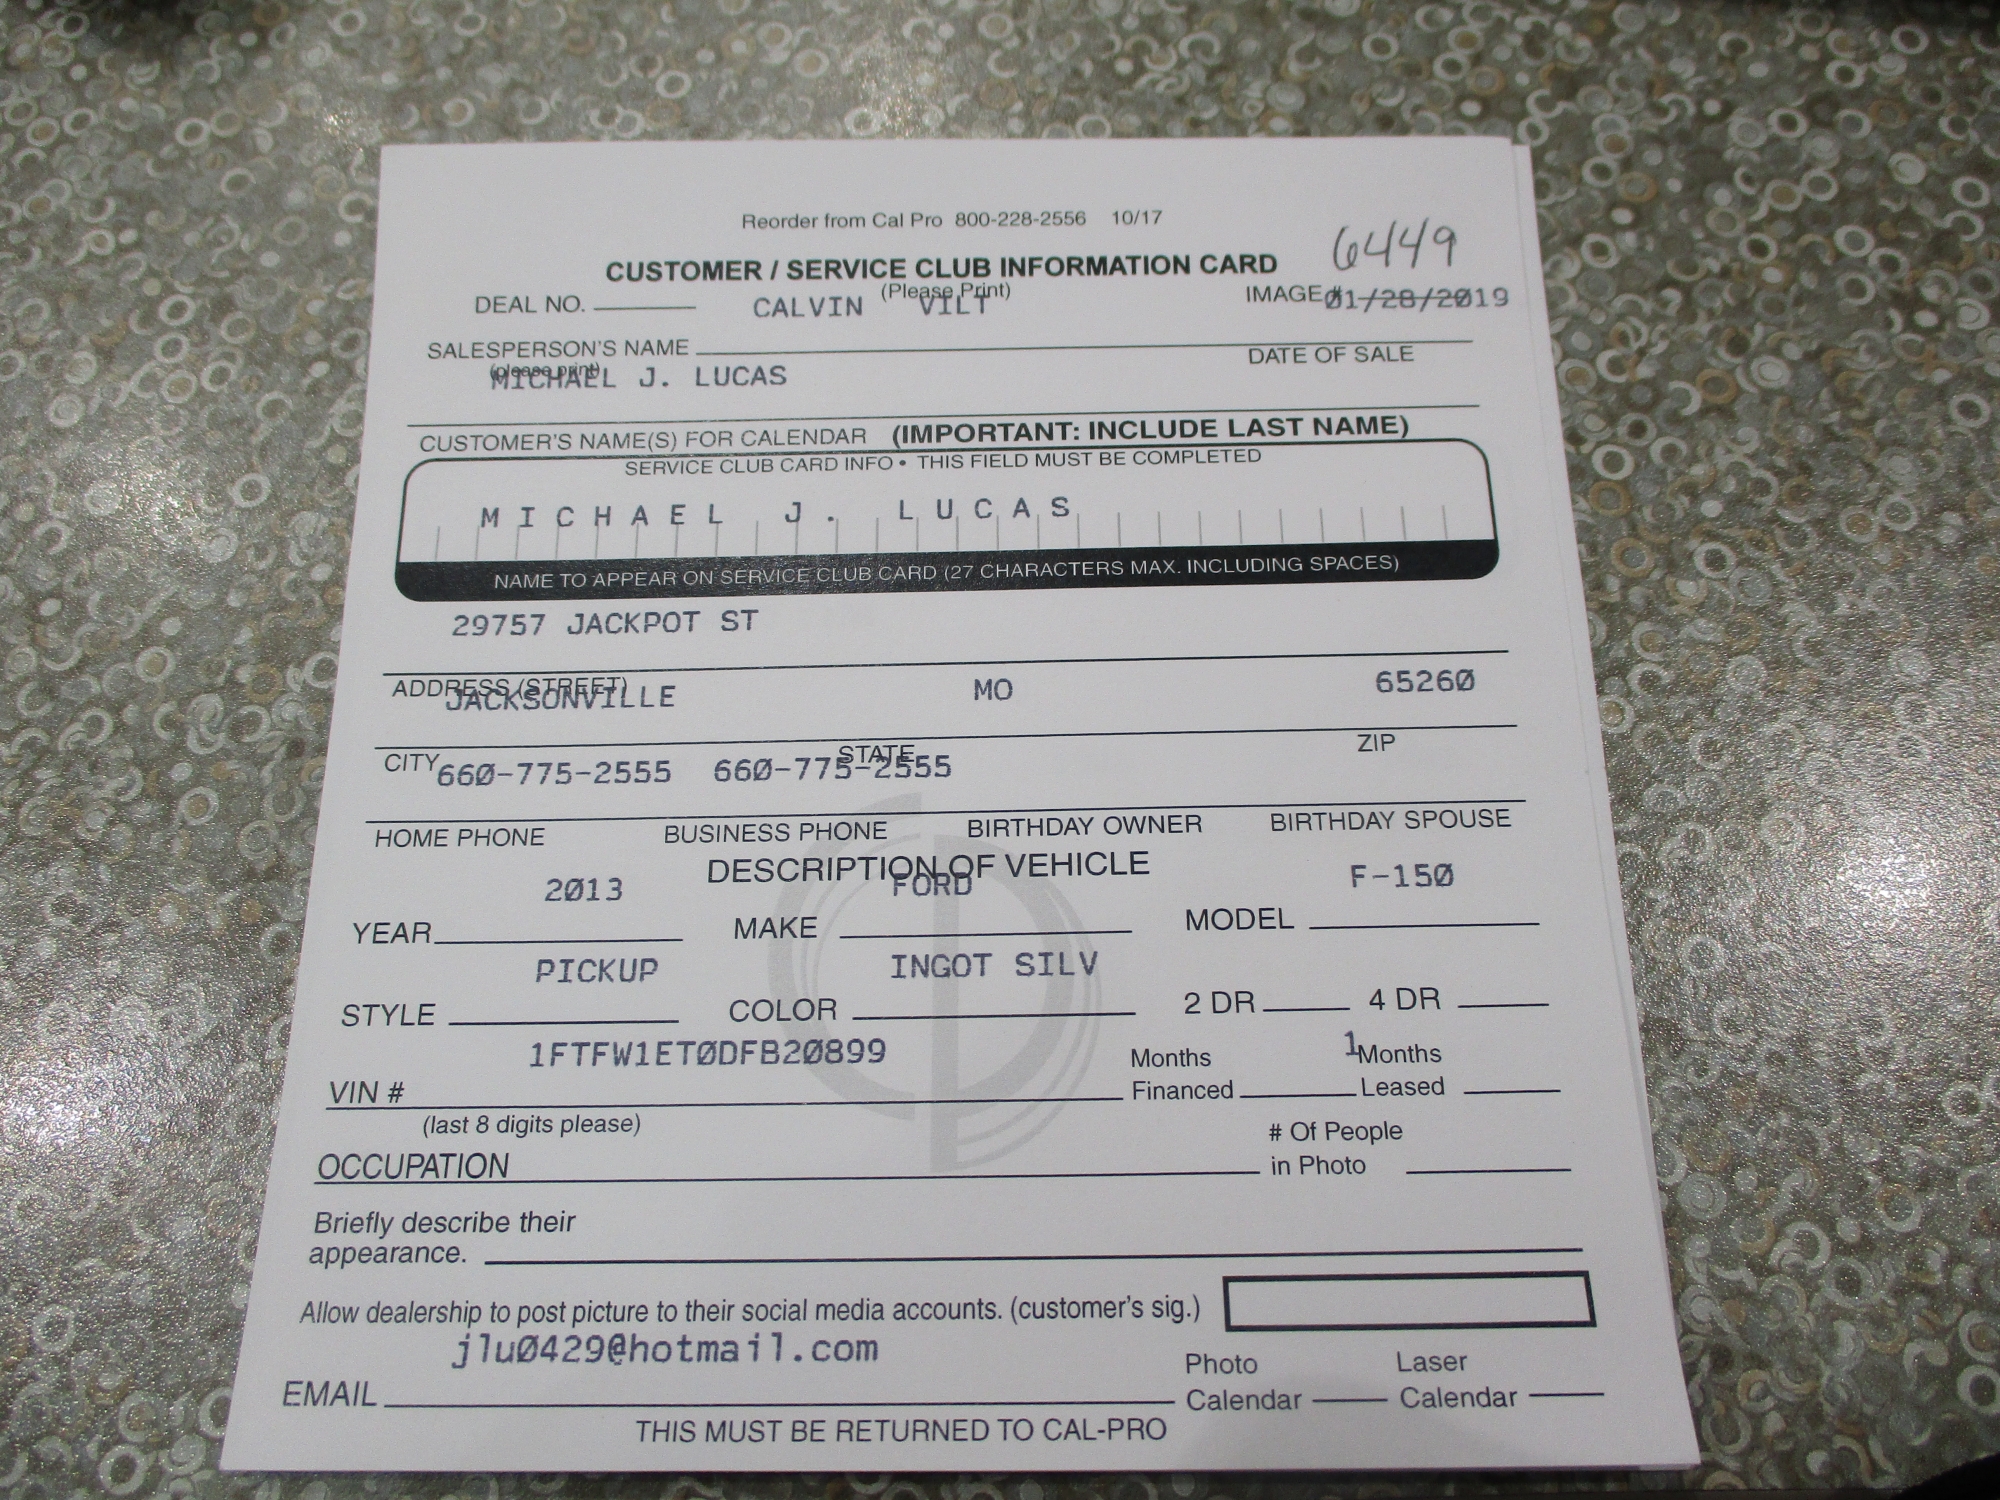 Reorder from Cal Pro 800-228-2556 10/17
6449
CUSTOMER / SERVICE CLUB INFORMATION CARD
(Please Print)
DEAL NO. CALVIN VILT IMAGE # 01/28/2019
SALESPERSON'S NAME DATE OF SALE
(please print)
MICHAEL J. LUCAS
CUSTOMER'S NAME(S) FOR CALENDAR (IMPORTANT: INCLUDE LAST NAME)
SERVICE CLUB CARD INFO • THIS FIELD MUST BE COMPLETED
MICHAEL J. LUCAS
NAME TO APPEAR ON SERVICE CLUB CARD (27 CHARACTERS MAX. INCLUDING SPACES)
29757 JACKPOT ST
ADDRESS (STREET)
JACKSONVILLE MO 65260
CITY STATE ZIP
660-775-2555 660-775-2555
HOME PHONE BUSINESS PHONE BIRTHDAY OWNER BIRTHDAY SPOUSE
DESCRIPTION OF VEHICLE
2013 FORD F-150
YEAR MAKE MODEL
PICKUP INGOT SILV
STYLE COLOR 2 DR 4 DR
1FTFW1ET0DFB20899 1
VIN # Months Financed Months Leased
(last 8 digits please)
OCCUPATION # Of People in Photo
Briefly describe their
appearance.
Allow dealership to post picture to their social media accounts. (customer's sig.)
jlu0429@hotmail.com
EMAIL Photo Calendar Laser Calendar
THIS MUST BE RETURNED TO CAL-PRO